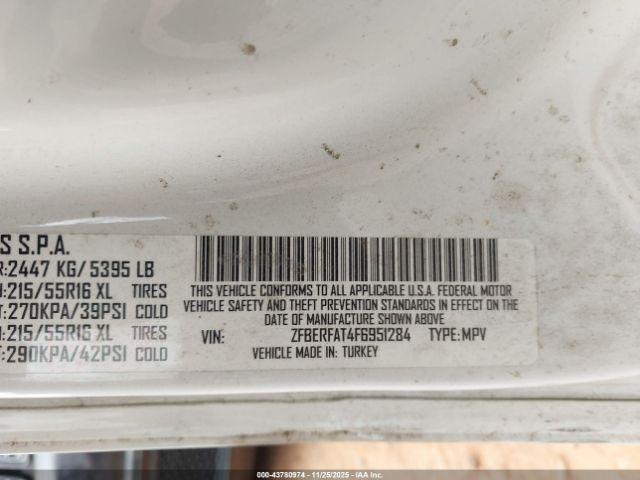 S S.P.A.
R:2447 KG/ 5395 LB
:215/55R16 XL TIRES
T:270KPA/39PSI COLD
:215/55R16 XL TIRES
T:290KPA/42PSI COLD
THIS VEHICLE CONFORMS TO ALL APPLICABLE U.S.A. FEDERAL MOTOR
VEHICLE SAFETY AND THEFT PREVENTION STANDARDS IN EFFECT ON THE
DATE OF MANUFACTURE SHOWN ABOVE
VIN: ZFBERFAT4F6951284 TYPE: MPV
VEHICLE MADE IN: TURKEY
000-43780974 - 11/25/2025 - IAA Inc.